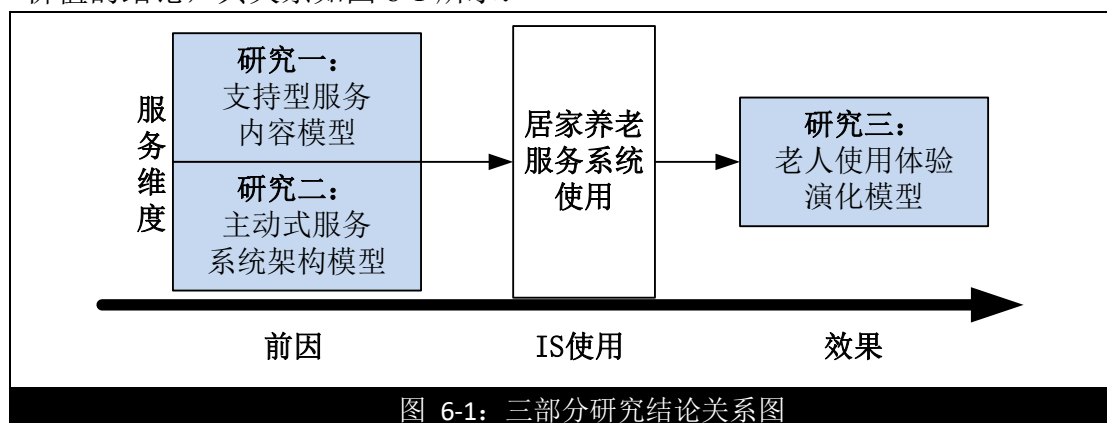 研究一：
支持型服务
内容模型
服务维度
研究二：
主动式服务
系统架构模型
居家养老
服务系统
使用
研究三：
老人使用体验
演化模型
前因
IS使用
效果
图 6-1：三部分研究结论关系图